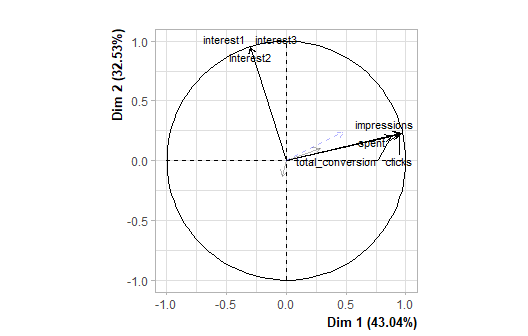 interest1 interest3
interest2
impressions
spent
total_conversion clicks
Dim 2 (32.53%)
1.0
0.5
0.0
-0.5
-1.0
-1.0 -0.5 0.0 0.5 1.0
Dim 1 (43.04%)